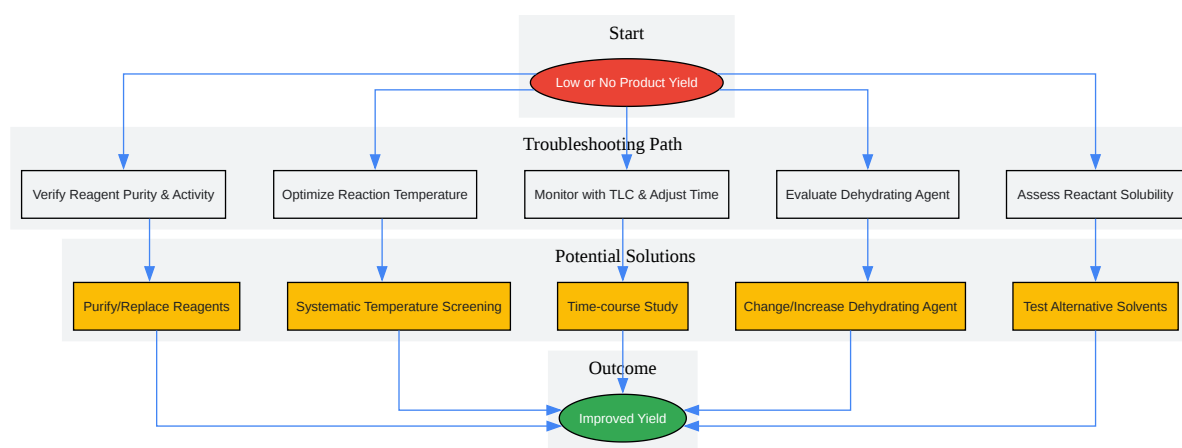 Start
Low or No Product Yield
Troubleshooting Path
Verify Reagent Purity & Activity
Optimize Reaction Temperature
Monitor with TLC & Adjust Time
Evaluate Dehydrating Agent
Assess Reactant Solubility
Potential Solutions
Purify/Replace Reagents
Systematic Temperature Screening
Time-course Study
Change/Increase Dehydrating Agent
Test Alternative Solvents
Outcome
Improved Yield